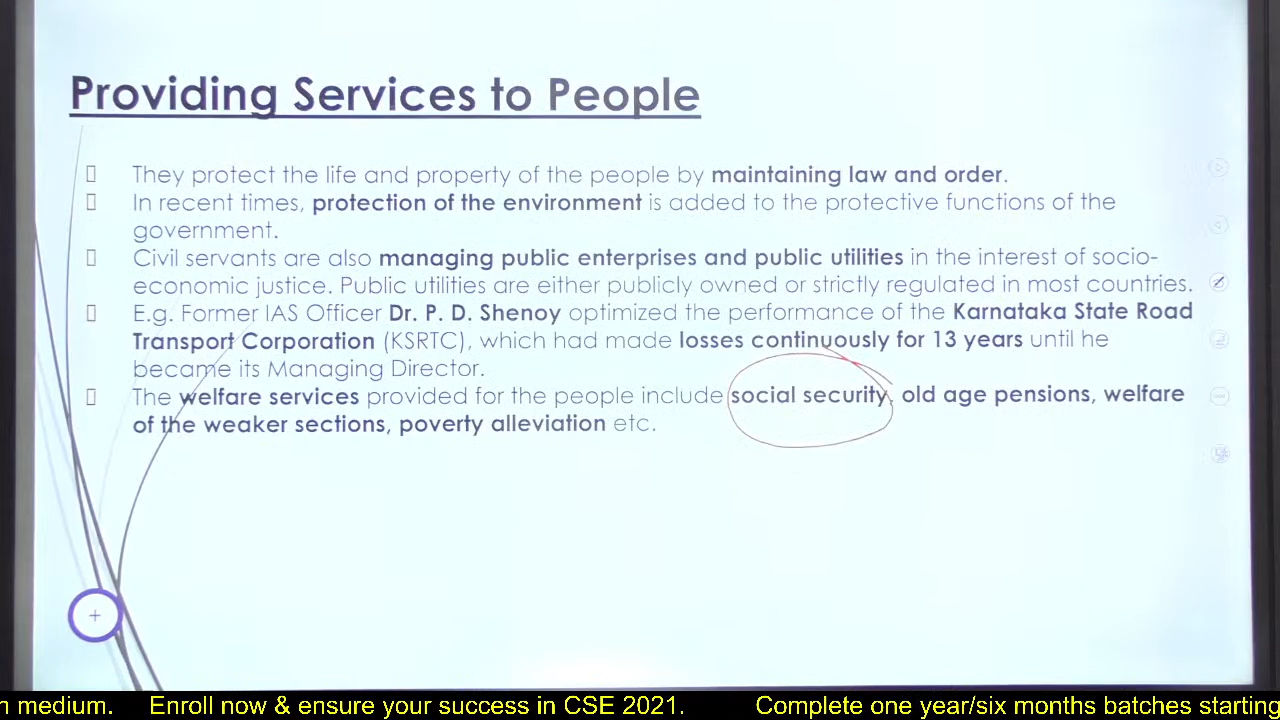 Providing Services to People
They protect the life and property of the people by maintaining law and order.
In recent times, protection of the environment is added to the protective functions of the
government.
Civil servants are also managing public enterprises and public utilities in the interest of socio-
economic justice. Public utilities are either publicly owned or strictly regulated in most countries.
E.g. Former IAS Officer Dr. P. D. Shenoy optimized the performance of the Karnataka State Road
Transport Corporation (KSRTC), which had made losses continuously for 13 years until he
became its Managing Director.
The welfare services provided for the people include social security, old age pensions, welfare
of the weaker sections, poverty alleviation etc.
n medium. Enroll now & ensure your success in CSE 2021. Complete one year/six months batches starting